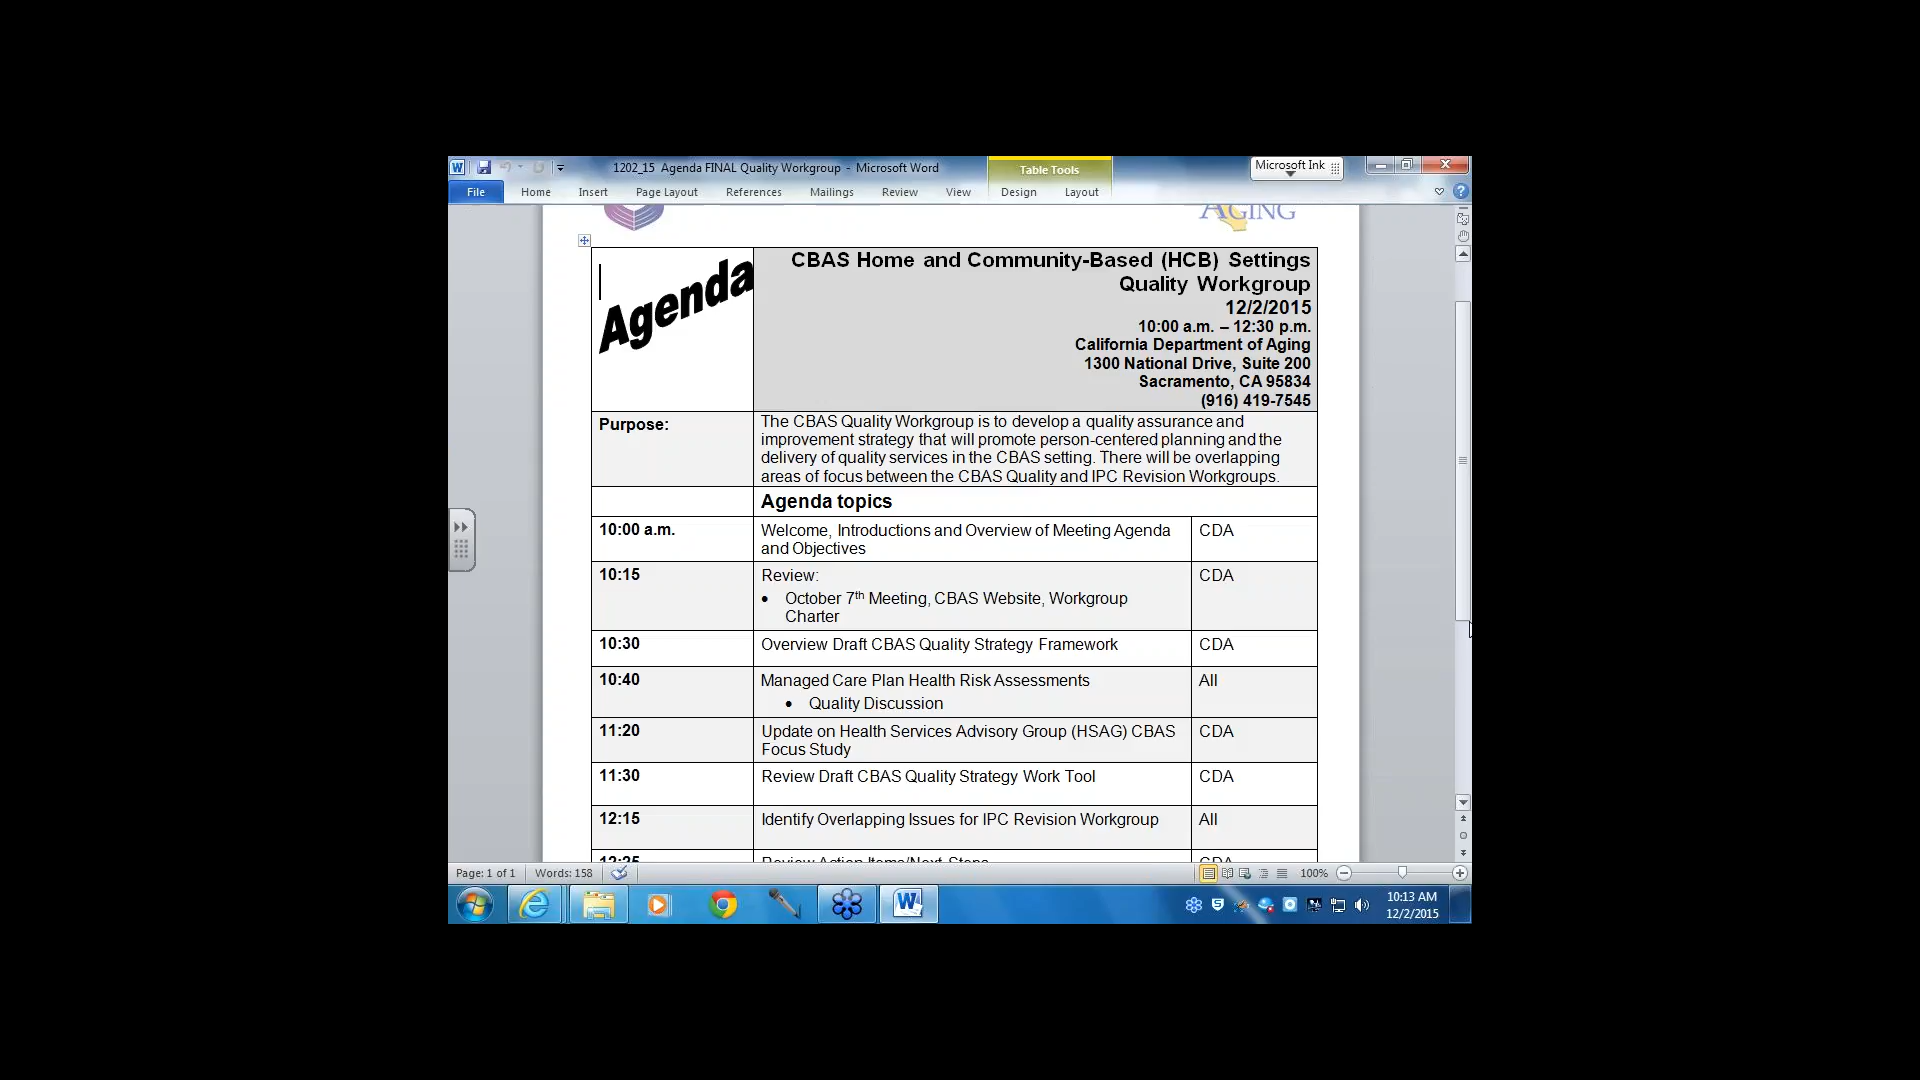 1202_15 Agenda FINAL Quality Workgroup - Microsoft Word
Table Tools
Microsoft Ink
File Home Insert Page Layout References Mailings Review View Design Layout
AGING
Agenda
CBAS Home and Community-Based (HCB) Settings
Quality Workgroup
12/2/2015
10:00 a.m. – 12:30 p.m.
California Department of Aging
1300 National Drive, Suite 200
Sacramento, CA 95834
(916) 419-7545
Purpose:
The CBAS Quality Workgroup is to develop a quality assurance and
improvement strategy that will promote person-centered planning and the
delivery of quality services in the CBAS setting. There will be overlapping
areas of focus between the CBAS Quality and IPC Revision Workgroups.
Agenda topics
10:00 a.m. Welcome, Introductions and Overview of Meeting Agenda CDA
and Objectives
10:15 Review: CDA
• October 7th Meeting, CBAS Website, Workgroup
Charter
10:30 Overview Draft CBAS Quality Strategy Framework CDA
10:40 Managed Care Plan Health Risk Assessments All
• Quality Discussion
11:20 Update on Health Services Advisory Group (HSAG) CBAS CDA
Focus Study
11:30 Review Draft CBAS Quality Strategy Work Tool CDA
12:15 Identify Overlapping Issues for IPC Revision Workgroup All
12:25 Review Action Items/Next Steps CDA
Page: 1 of 1 Words: 158 100%
10:13 AM
12/2/2015